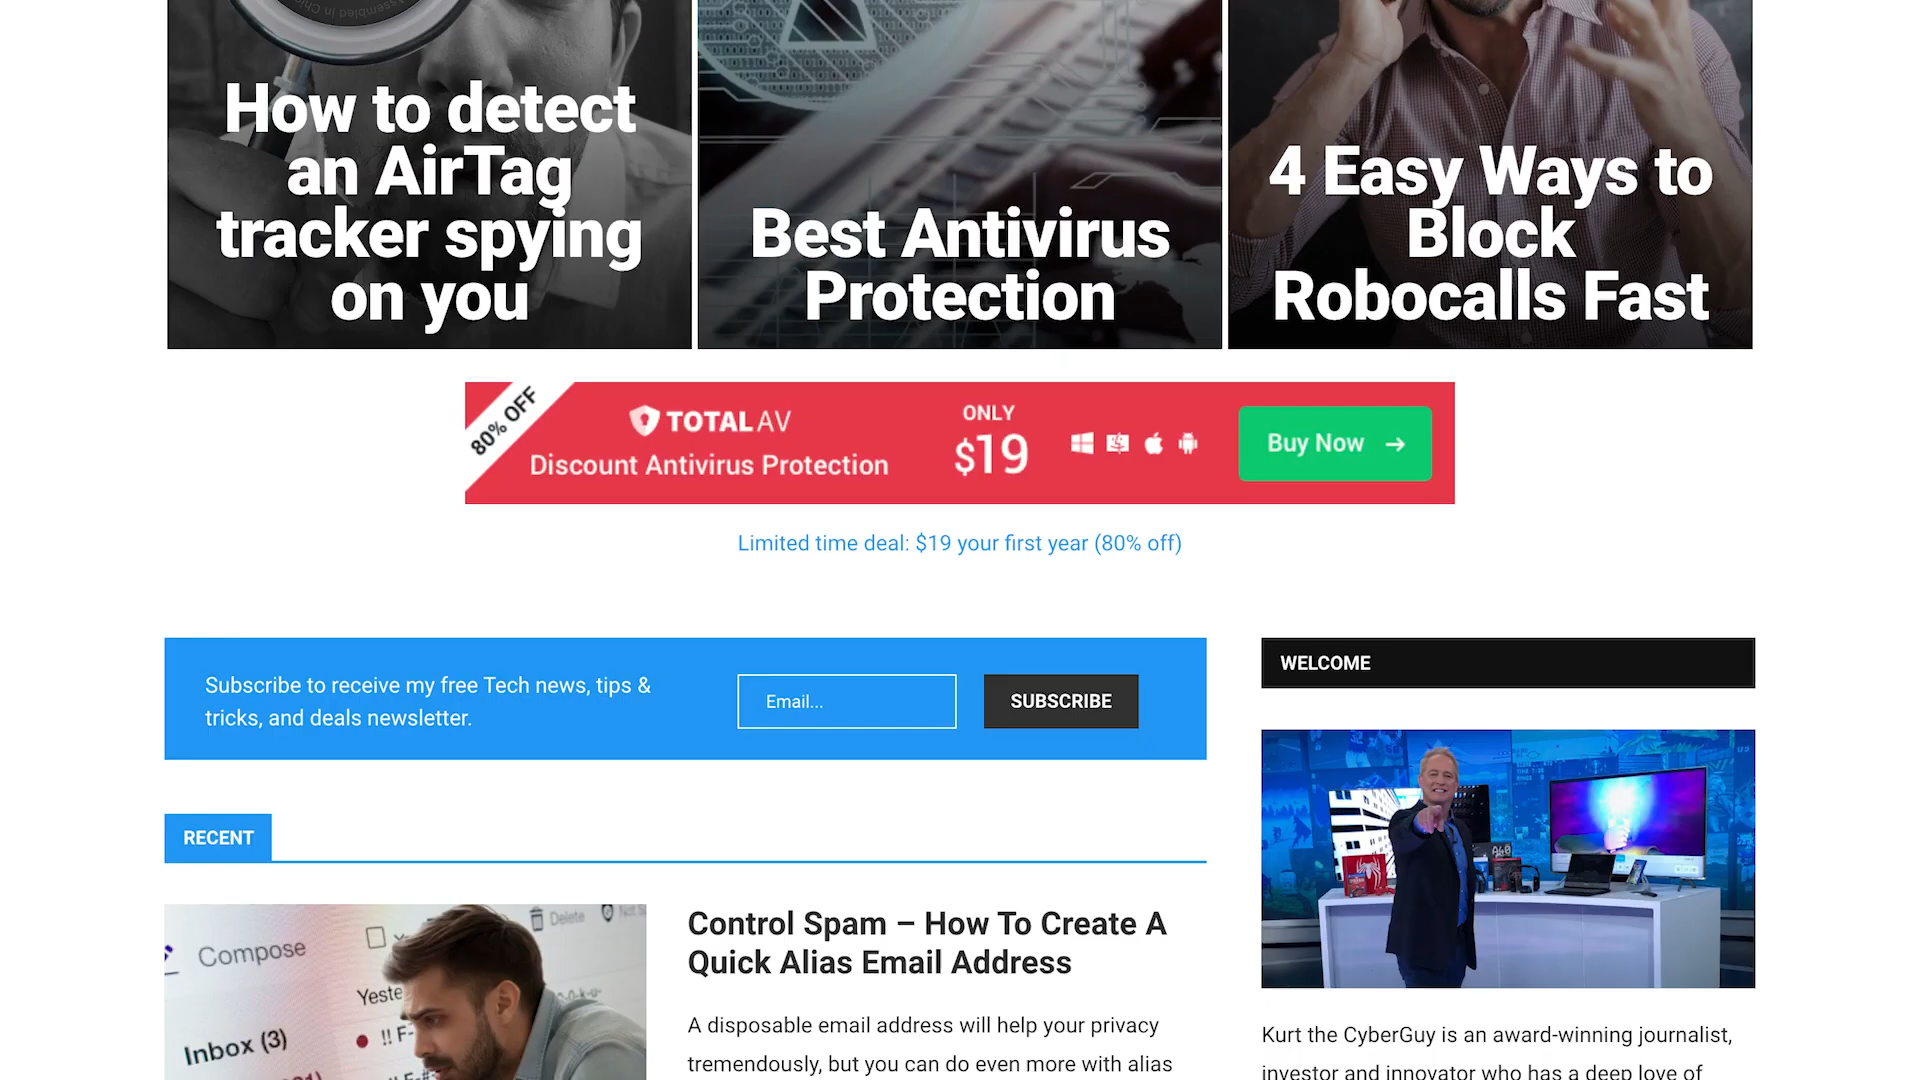 Assembled in Chin
How to detect
an AirTag
tracker spying
on you
Best Antivirus
Protection
4 Easy Ways to
Block
Robocalls Fast
80% OFF
TOTALAV
Discount Antivirus Protection
ONLY
$19
Buy Now →
Limited time deal: $19 your first year (80% off)
Subscribe to receive my free Tech news, tips &
tricks, and deals newsletter.
Email...
SUBSCRIBE
WELCOME
RECENT
Delete
Compose
Yeste
Inbox (3)
!! F-
Control Spam – How To Create A
Quick Alias Email Address
A disposable email address will help your privacy
tremendously, but you can do even more with alias
Kurt the CyberGuy is an award-winning journalist,
investor and innovator who has a deep love of